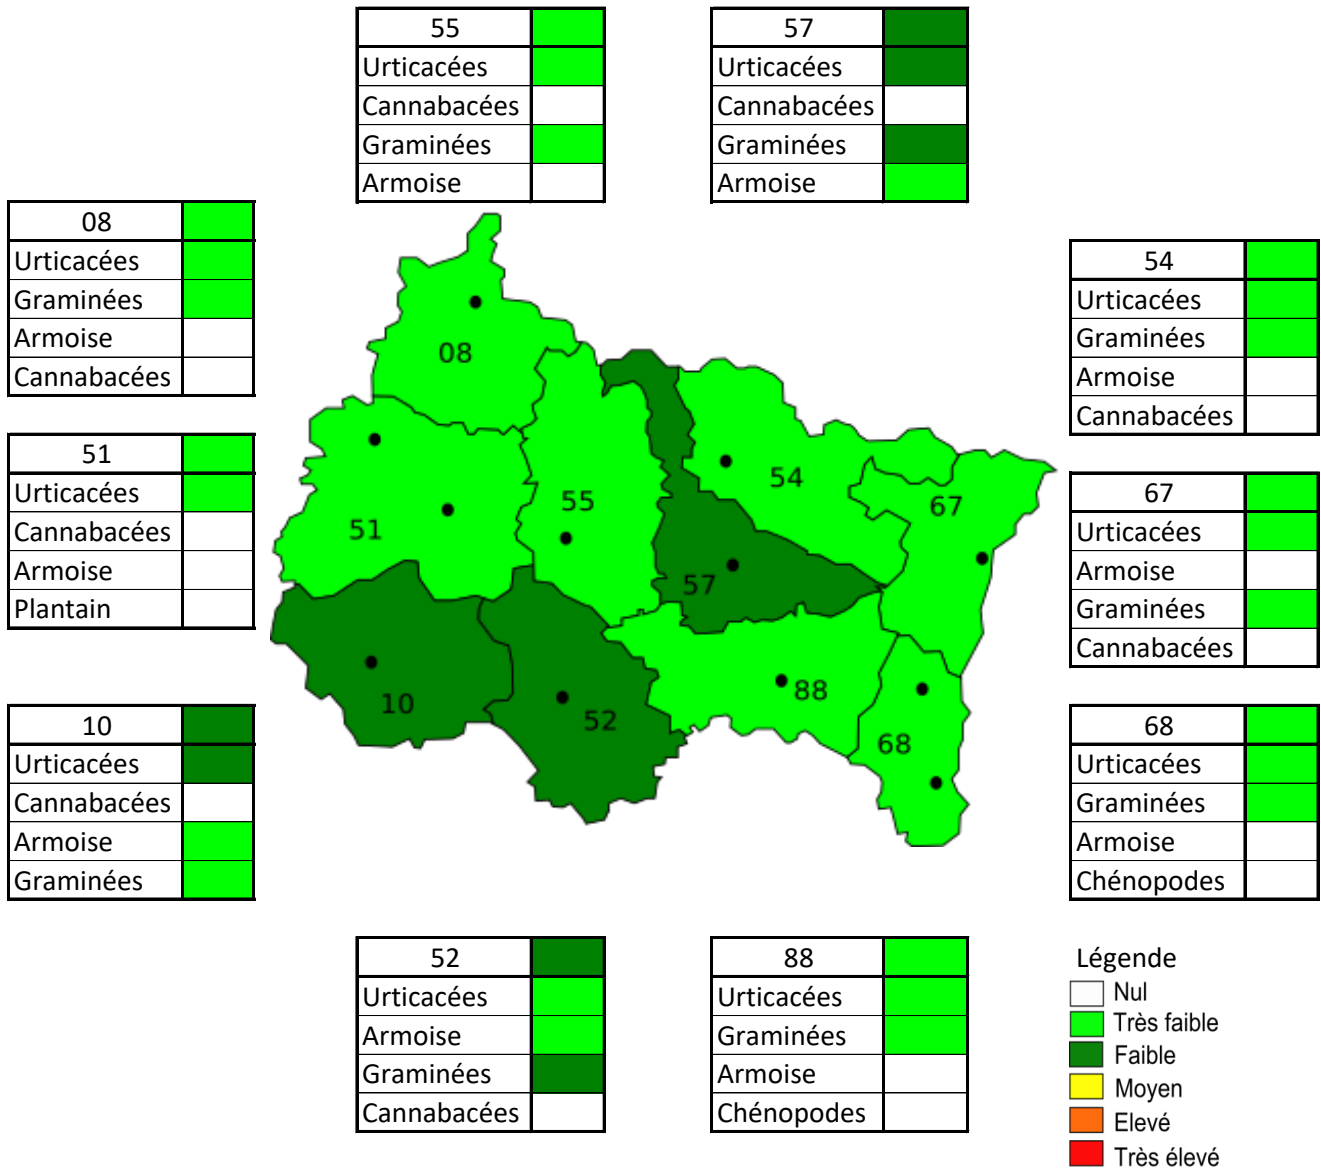 55
Urticacées
Cannabacées
Graminées
Armoise
57
Urticacées
Cannabacées
Graminées
Armoise
08
Urticacées
Graminées
Armoise
Cannabacées
51
Urticacées
Cannabacées
Armoise
Plantain
10
Urticacées
Cannabacées
Armoise
Graminées
08
54
55
67
51
57
10
88
52
68
54
Urticacées
Graminées
Armoise
Cannabacées
67
Urticacées
Armoise
Graminées
Cannabacées
68
Urticacées
Graminées
Armoise
Chénopodes
52
Urticacées
Armoise
Graminées
Cannabacées
88
Urticacées
Graminées
Armoise
Chénopodes
Légende
Nul
Très faible
Faible
Moyen
Elevé
Très élevé